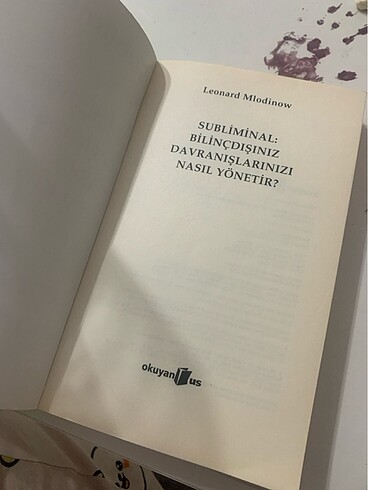 Leonard Mlodinow
SUBLİMİNAL:
BİLİNÇDIŞINIZ
DAVRANIŞLARINIZI
NASIL YÖNETİR?
okuyan us